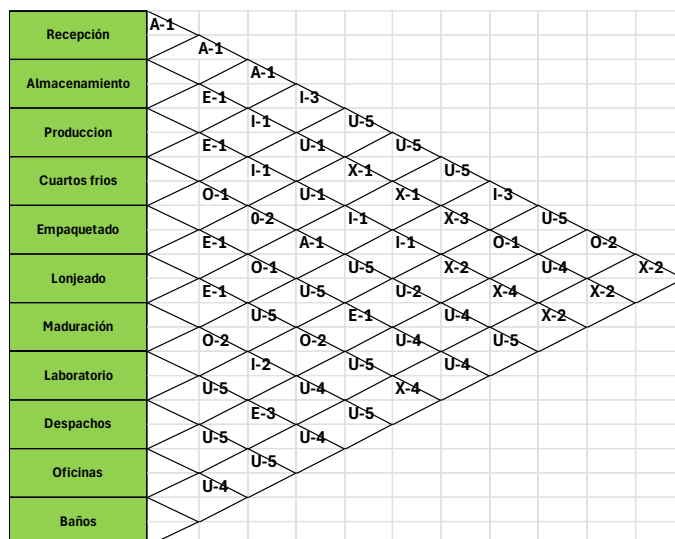 Recepción
A-1
A-1
Almacenamiento
A-1
E-1
I-3
Produccion
I-1
U-5
E-1
U-1
U-5
Cuartos frios
I-1
X-1
U-5
O-1
U-1
X-1
I-3
Empaquetado
0-2
I-1
X-3
U-5
E-1
A-1
I-1
O-1
O-2
Lonjeado
O-1
U-5
X-2
U-4
X-2
E-1
U-5
U-2
X-4
X-2
Maduración
U-5
E-1
U-4
X-2
O-2
O-2
U-4
U-5
Laboratorio
I-2
U-5
U-4
U-5
U-4
X-4
Despachos
E-3
U-5
U-5
U-4
Oficinas
U-5
U-4
Baños